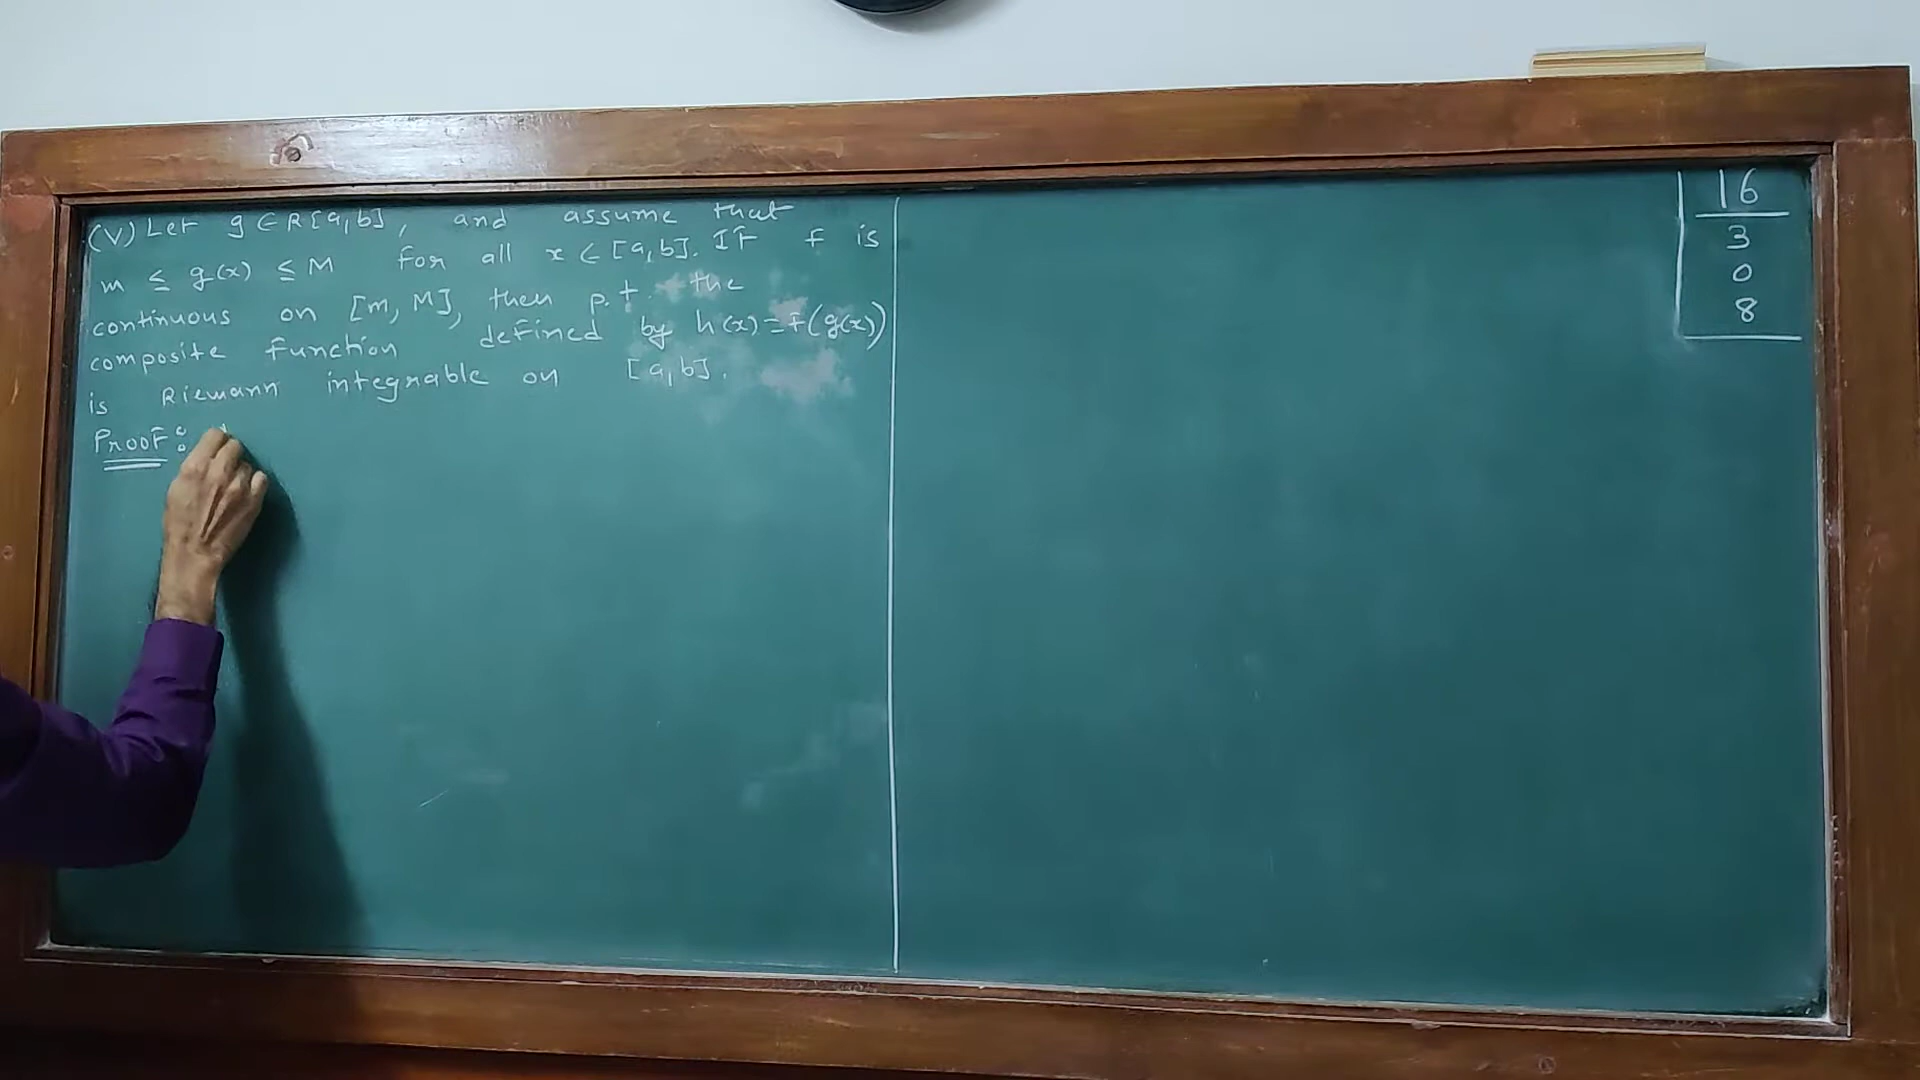 (V) Let g ∈ R[a,b], and assume that
m ≤ g(x) ≤ M for all x ∈ [a,b]. If f is
continuous on [m, M], then p.t. the
composite function defined by h(x) = f(g(x))
is Riemann integrable on [a,b].
Proof:
16
3
0
8